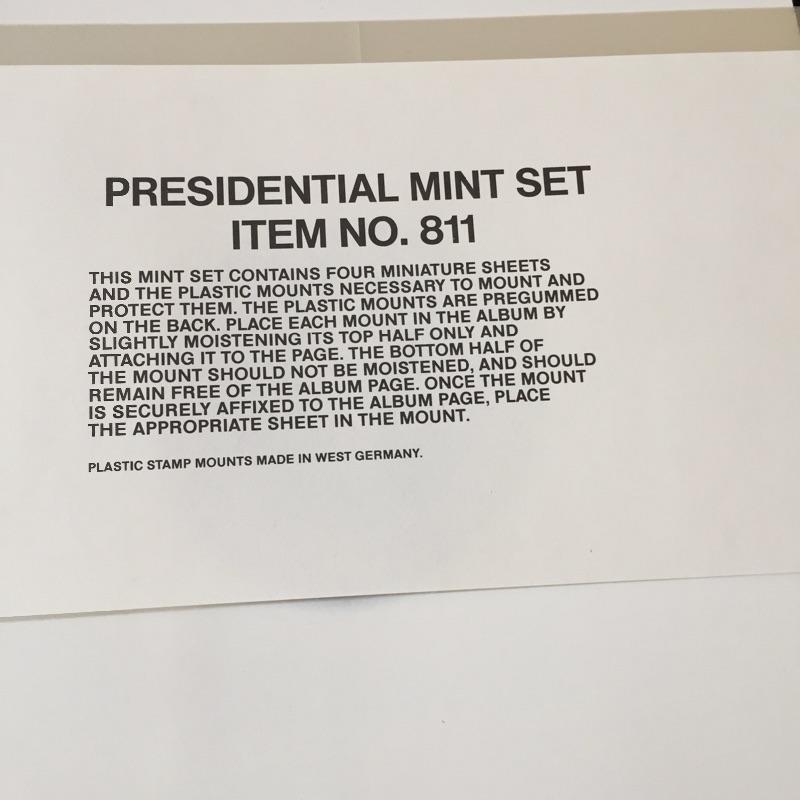 PRESIDENTIAL MINT SET
ITEM NO. 811
THIS MINT SET CONTAINS FOUR MINIATURE SHEETS
AND THE PLASTIC MOUNTS NECESSARY TO MOUNT AND
PROTECT THEM. THE PLASTIC MOUNTS ARE PREGUMMED
ON THE BACK. PLACE EACH MOUNT IN THE ALBUM BY
SLIGHTLY MOISTENING ITS TOP HALF ONLY AND
ATTACHING IT TO THE PAGE. THE BOTTOM HALF OF
THE MOUNT SHOULD NOT BE MOISTENED, AND SHOULD
REMAIN FREE OF THE ALBUM PAGE. ONCE THE MOUNT
IS SECURELY AFFIXED TO THE ALBUM PAGE, PLACE
THE APPROPRIATE SHEET IN THE MOUNT.
PLASTIC STAMP MOUNTS MADE IN WEST GERMANY.